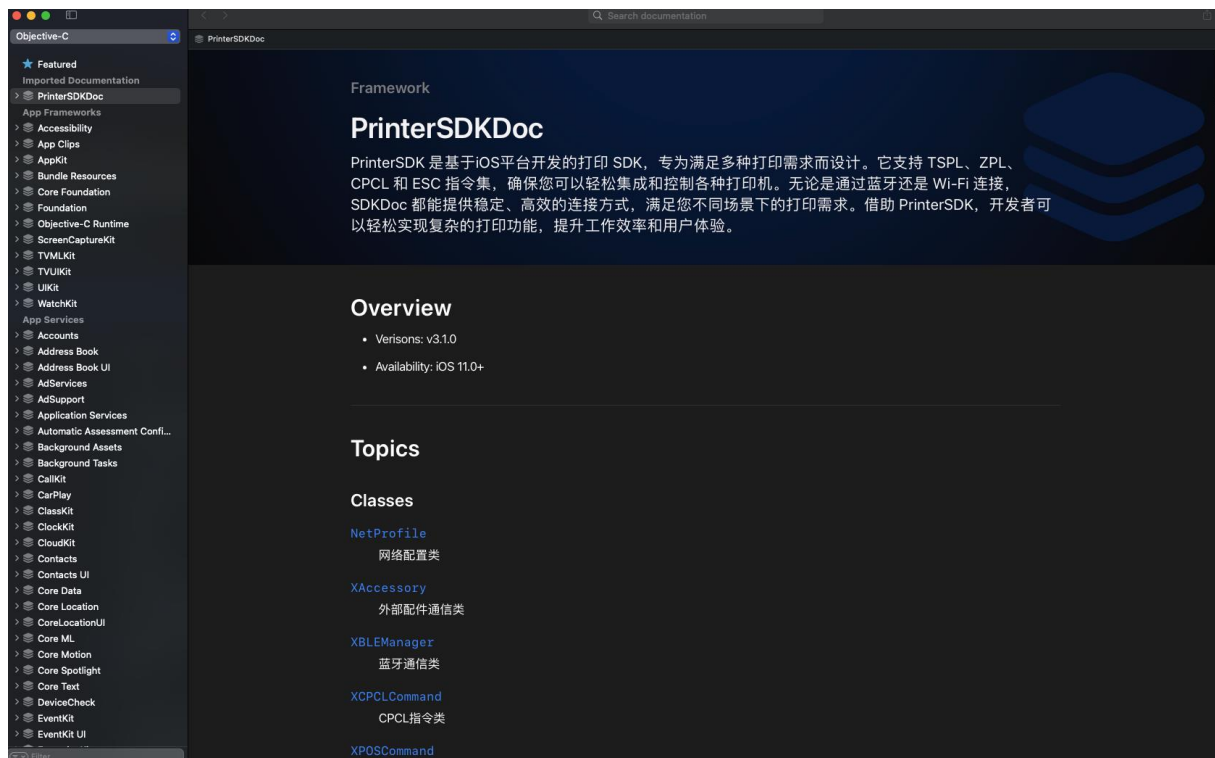 Search documentation
Objective-C
PrinterSDKDoc
Featured
Imported Documentation
PrinterSDKDoc
App Frameworks
Accessibility
App Clips
AppKit
Bundle Resources
Core Foundation
Foundation
Objective-C Runtime
ScreenCaptureKit
TVMLKit
TVUIKit
UIKit
WatchKit
App Services
Accounts
Address Book
Address Book UI
AdServices
AdSupport
Application Services
Automatic Assessment Confi...
Background Assets
Background Tasks
CallKit
CarPlay
ClassKit
ClockKit
CloudKit
Contacts
Contacts UI
Core Data
Core Location
CoreLocationUI
Core ML
Core Motion
Core Spotlight
Core Text
DeviceCheck
EventKit
EventKit UI
Filter
Framework
PrinterSDKDoc
PrinterSDK 是基于iOS平台开发的打印 SDK，专为满足多种打印需求而设计。它支持 TSPL、ZPL、
CPCL 和 ESC 指令集，确保您可以轻松集成和控制各种打印机。无论是通过蓝牙还是 Wi-Fi 连接，
SDKDoc 都能提供稳定、高效的连接方式，满足您不同场景下的打印需求。借助 PrinterSDK，开发者可
以轻松实现复杂的打印功能，提升工作效率和用户体验。
Overview
• Verisons: v3.1.0
• Availability: iOS 11.0+
Topics
Classes
NetProfile
网络配置类
XAccessory
外部配件通信类
XBLEManager
蓝牙通信类
XCPCLCommand
CPCL指令类
XPOSCommand